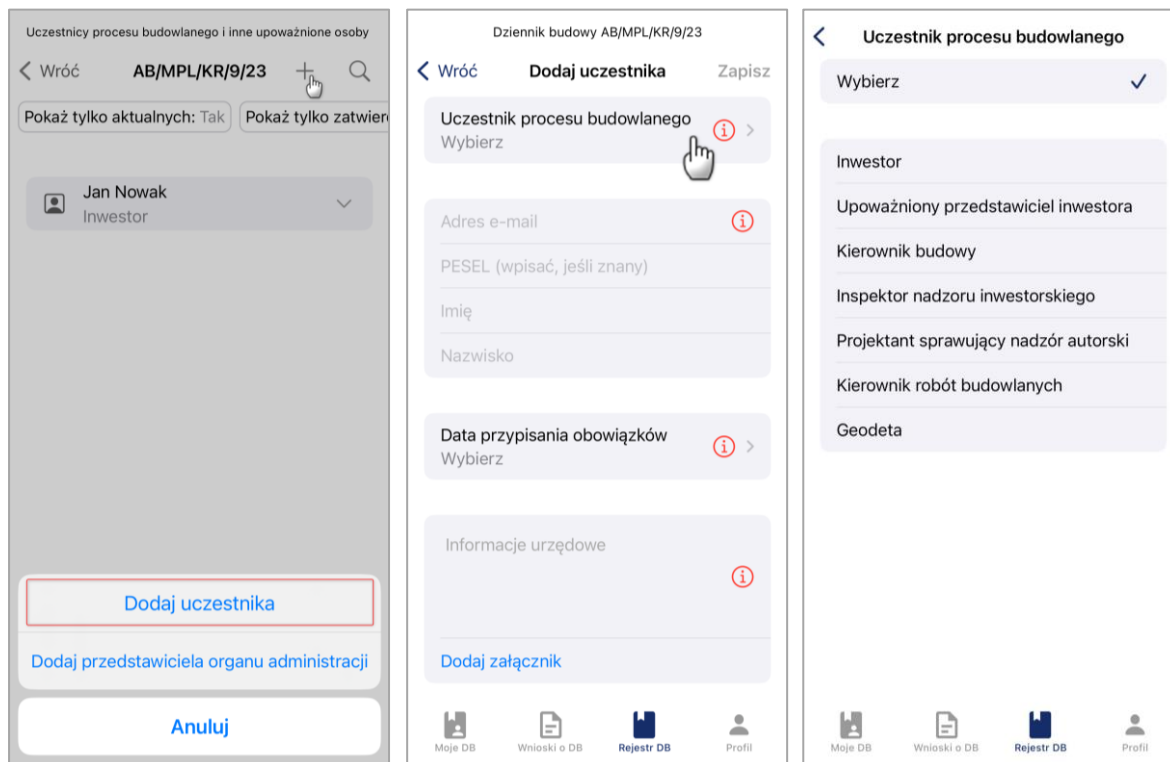 Uczestnicy procesu budowlanego i inne upoważnione osoby
Wróć AB/MPL/KR/9/23
Pokaż tylko aktualnych: Tak Pokaż tylko zatwier
Jan Nowak
Inwestor
Dodaj uczestnika
Dodaj przedstawiciela organu administracji
Anuluj
Dziennik budowy AB/MPL/KR/9/23
Wróć Dodaj uczestnika Zapisz
Uczestnik procesu budowlanego
Wybierz
Adres e-mail
PESEL (wpisać, jeśli znany)
Imię
Nazwisko
Data przypisania obowiązków
Wybierz
Informacje urzędowe
Dodaj załącznik
Moje DB Wnioski o DB Rejestr DB Profil
Uczestnik procesu budowlanego
Wybierz
Inwestor
Upoważniony przedstawiciel inwestora
Kierownik budowy
Inspektor nadzoru inwestorskiego
Projektant sprawujący nadzór autorski
Kierownik robót budowlanych
Geodeta
Moje DB Wnioski o DB Rejestr DB Profil